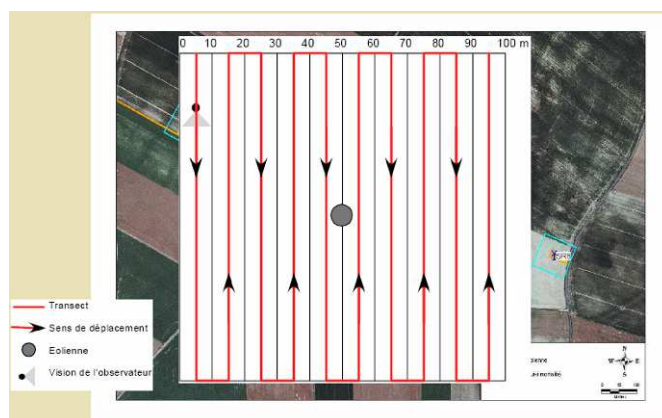 0 10 20 30 40 50 60 70 80 90 100 m
Transect
Sens de déplacement
Eolienne
Vision de l'observateur
N
W E
S